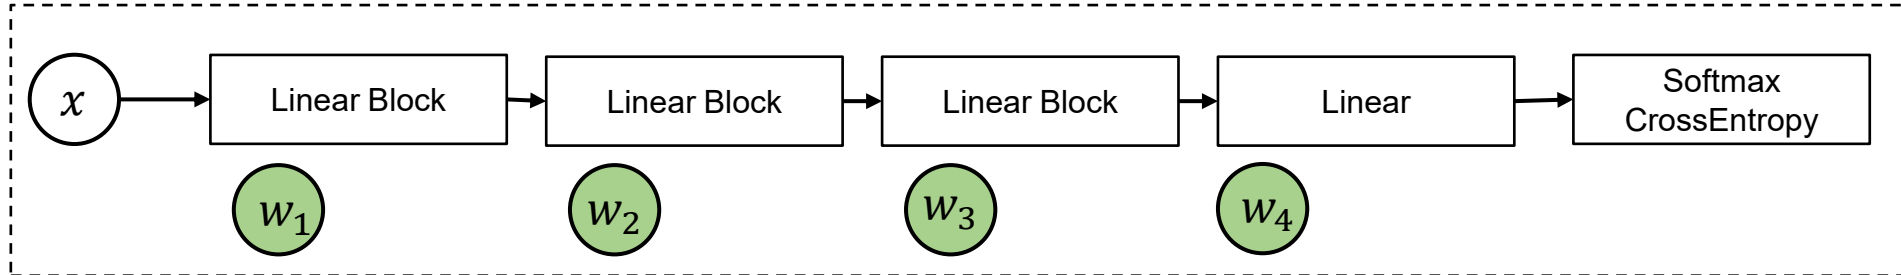 x
Linear Block
Linear Block
Linear Block
Linear
Softmax
CrossEntropy
w₁
w₂
w₃
w₄